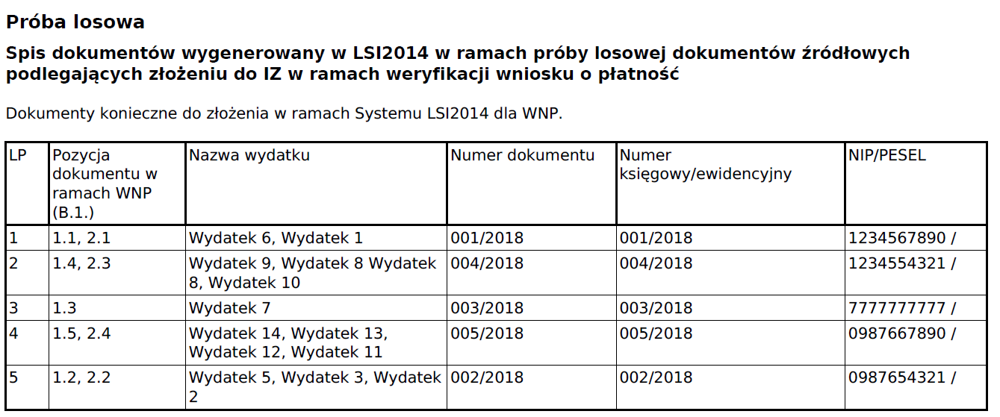 Próba losowa
Spis dokumentów wygenerowany w LSI2014 w ramach próby losowej dokumentów źródłowych
podlegających złożeniu do IZ w ramach weryfikacji wniosku o płatność
Dokumenty konieczne do złożenia w ramach Systemu LSI2014 dla WNP.
LP Pozycja dokumentu w ramach WNP (B.1.) Nazwa wydatku Numer dokumentu Numer księgowy/ewidencyjny NIP/PESEL
1 1.1, 2.1 Wydatek 6, Wydatek 1 001/2018 001/2018 1234567890 /
2 1.4, 2.3 Wydatek 9, Wydatek 8 Wydatek 8, Wydatek 10 004/2018 004/2018 1234554321 /
3 1.3 Wydatek 7 003/2018 003/2018 7777777777 /
4 1.5, 2.4 Wydatek 14, Wydatek 13, Wydatek 12, Wydatek 11 005/2018 005/2018 0987667890 /
5 1.2, 2.2 Wydatek 5, Wydatek 3, Wydatek 2 002/2018 002/2018 0987654321 /